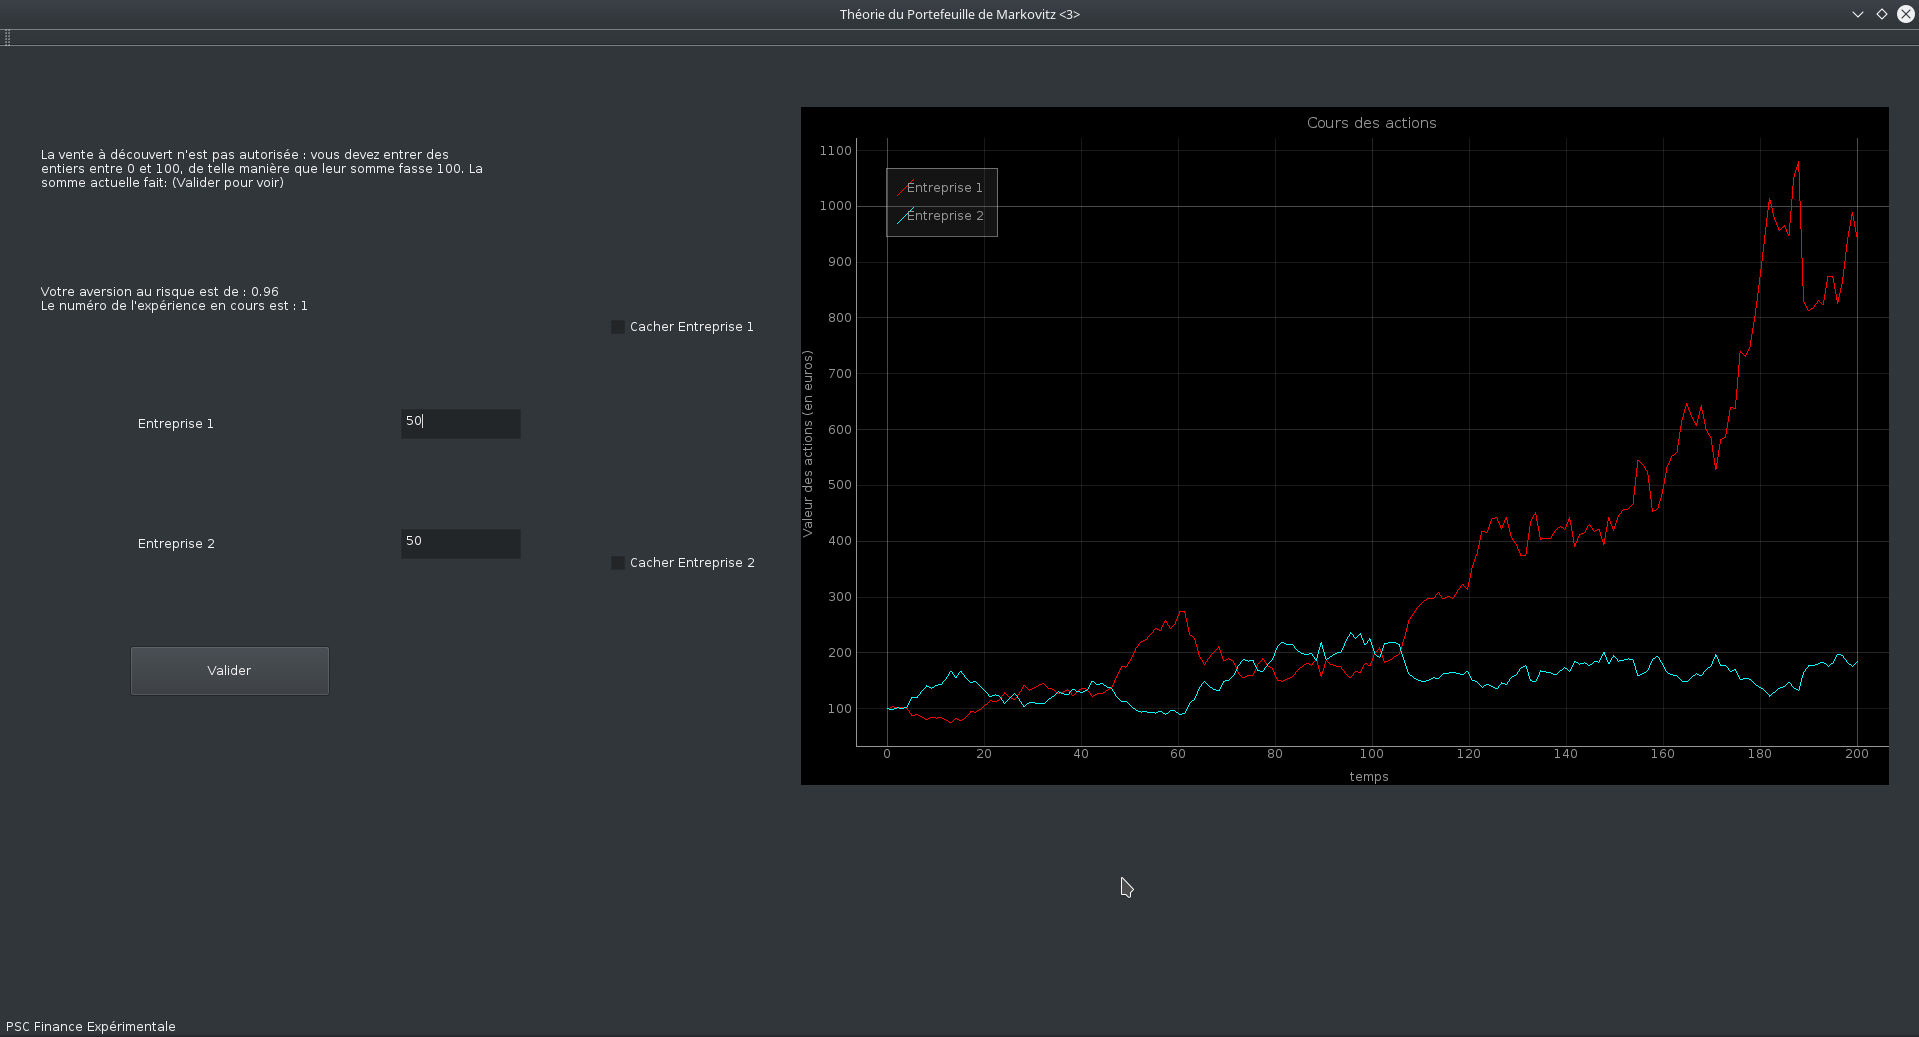 Théorie du Portefeuille de Markovitz <3>
La vente à découvert n'est pas autorisée : vous devez entrer des
entiers entre 0 et 100, de telle manière que leur somme fasse 100. La
somme actuelle fait: (Valider pour voir)
Votre aversion au risque est de : 0.96
Le numéro de l'expérience en cours est : 1
Cacher Entreprise 1
Entreprise 1
50
Entreprise 2
50
Cacher Entreprise 2
Valider
Cours des actions
Entreprise 1
Entreprise 2
Valeur des actions (en euros)
1100
1000
900
800
700
600
500
400
300
200
100
0 20 40 60 80 100 120 140 160 180 200
temps
PSC Finance Expérimentale